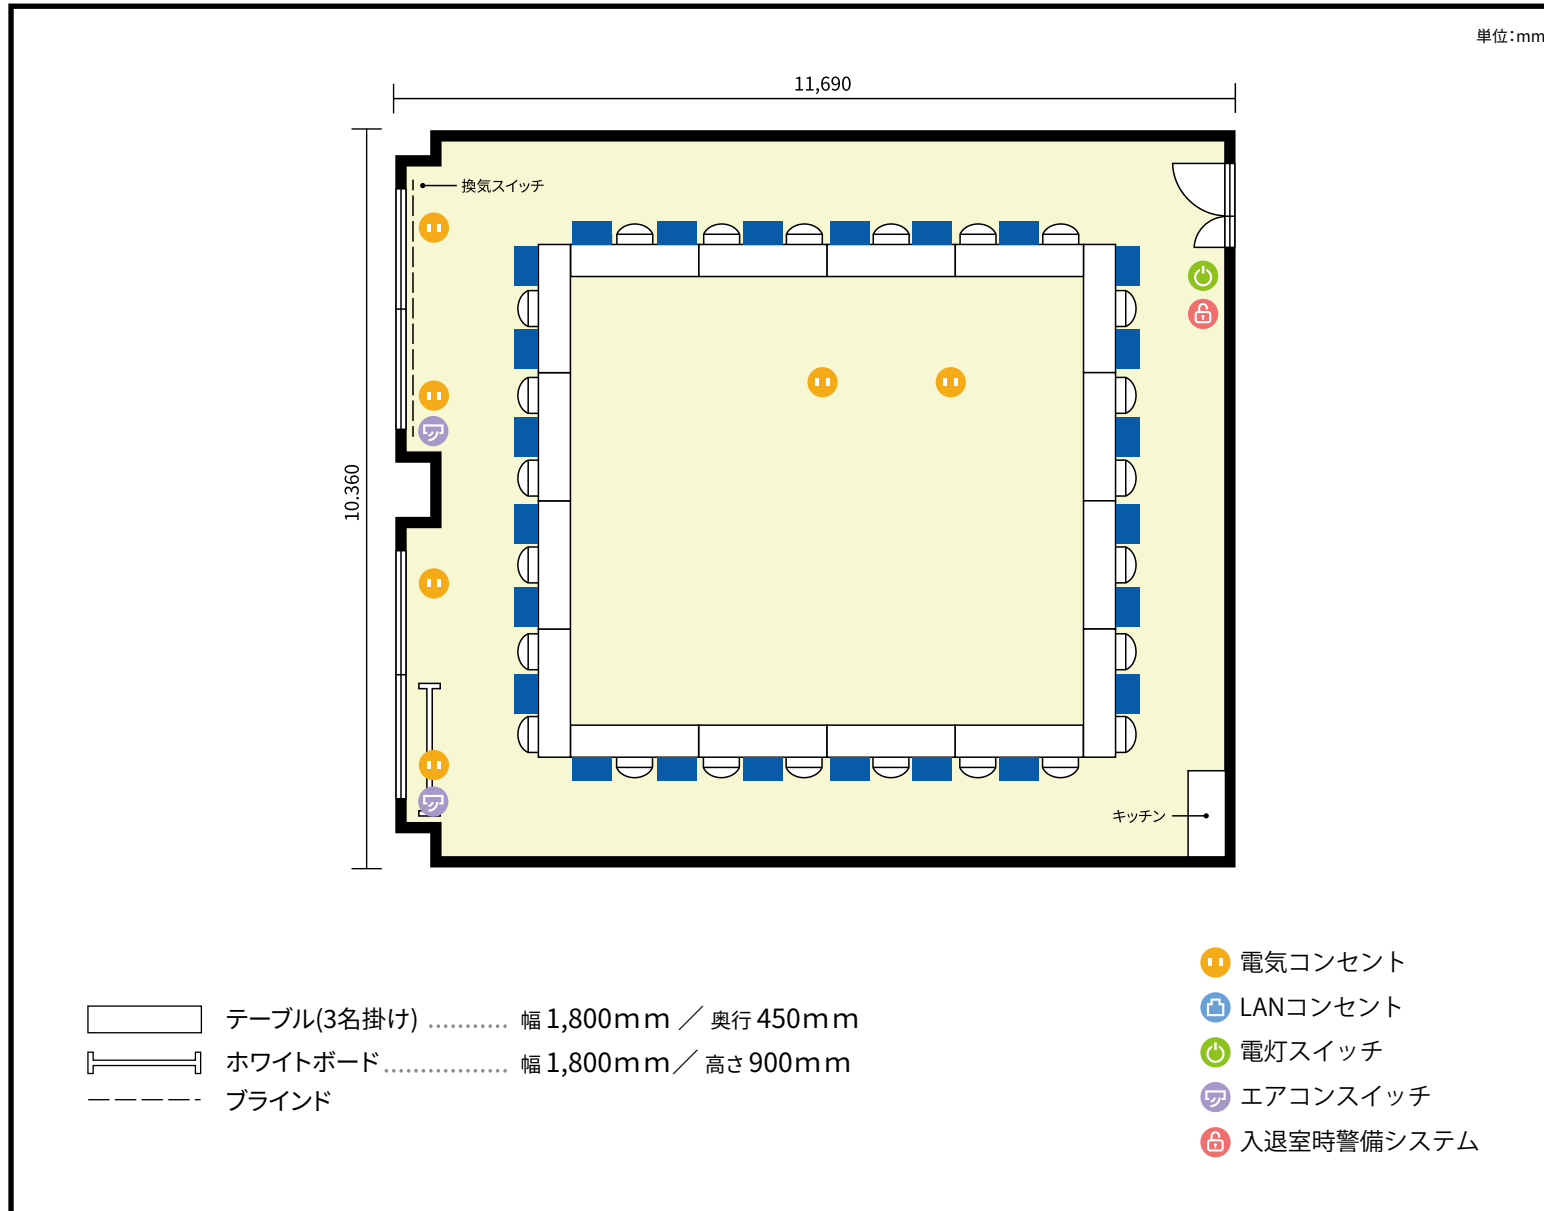 単位:mm
11,690
換気スイッチ
10.360
キッチン
電気コンセント
LANコンセント
電灯スイッチ
エアコンスイッチ
入退室時警備システム
テーブル(3名掛け) ........... 幅 1,800mm ／ 奥行 450mm
ホワイトボード ................. 幅 1,800mm ／ 高さ 900mm
ブラインド